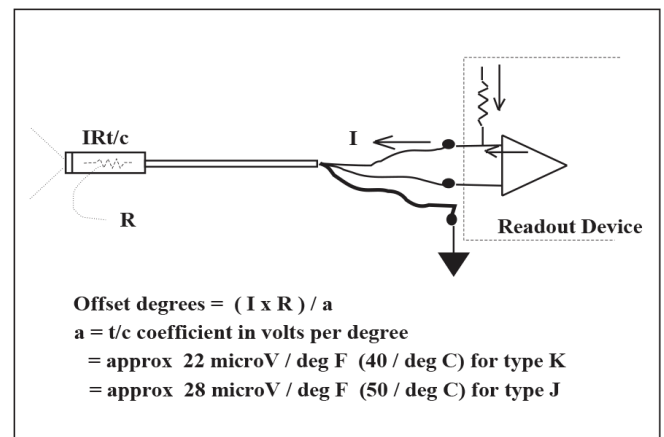 IRt/c
I
R
Readout Device
Offset degrees = ( I x R ) / a
a = t/c coefficient in volts per degree
= approx 22 microV / deg F (40 / deg C) for type K
= approx 28 microV / deg F (50 / deg C) for type J